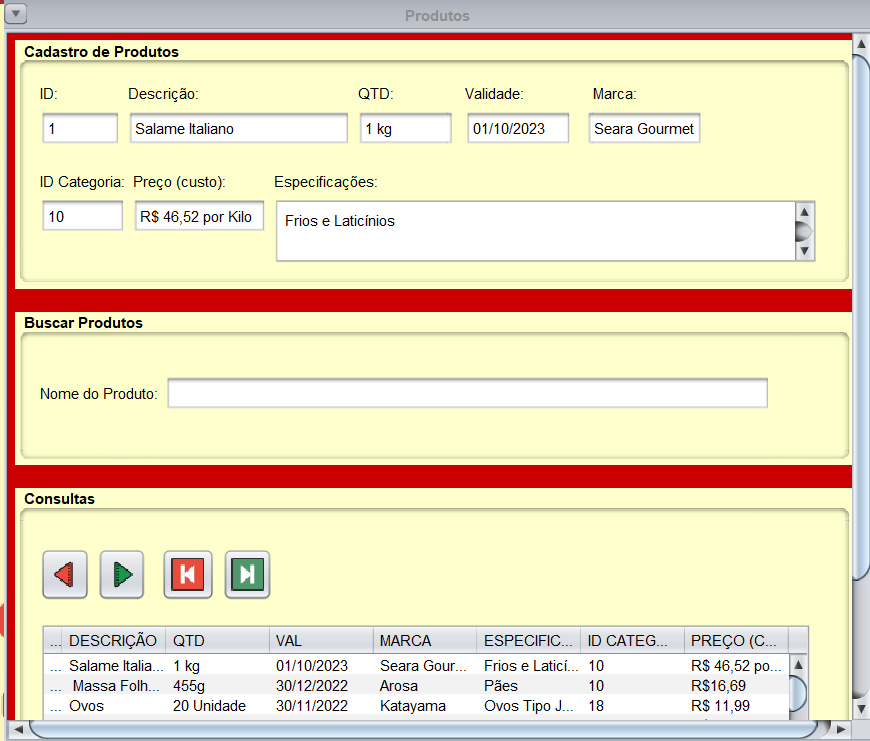 Produtos
Cadastro de Produtos
ID: Descrição: QTD: Validade: Marca:
1 Salame Italiano 1 kg 01/10/2023 Seara Gourmet
ID Categoria: Preço (custo): Especificações:
10 R$ 46,52 por Kilo Frios e Laticínios
Buscar Produtos
Nome do Produto:
Consultas
... DESCRIÇÃO QTD VAL MARCA ESPECIFIC... ID CATEG... PREÇO (C...
... Salame Italia... 1 kg 01/10/2023 Seara Gour... Frios e Laticí... 10 R$ 46,52 po...
... Massa Folh... 455g 30/12/2022 Arosa Pães 10 R$16,69
... Ovos 20 Unidade 30/11/2022 Katayama Ovos Tipo J... 18 R$ 11,99